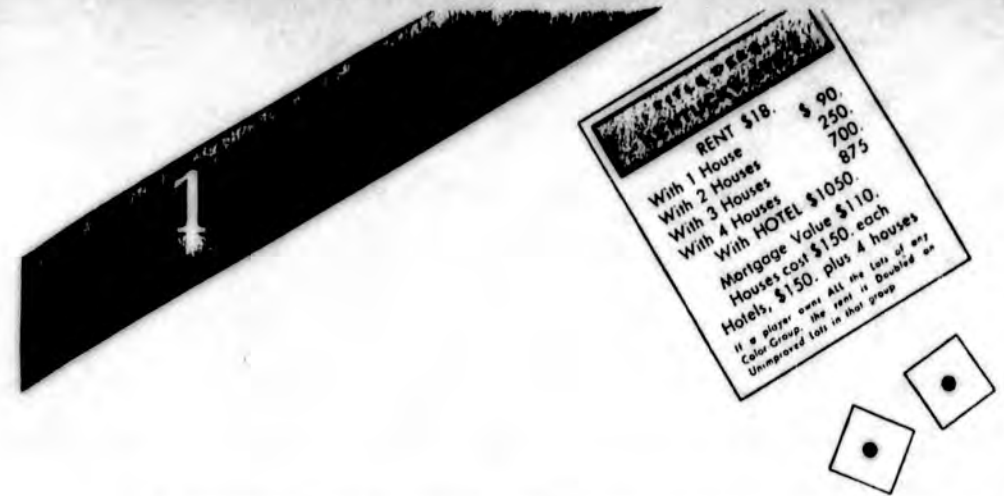 1
TITLE DEED
RENT $18.
With 1 House $ 90.
With 2 Houses 250.
With 3 Houses 700.
With 4 Houses 875
With HOTEL $1050.
Mortgage Value $110.
Houses cost $150. each
Hotels, $150. plus 4 houses
If a player owns ALL the Lots of any
Color-Group, the rent is Doubled on
Unimproved Lots in that group